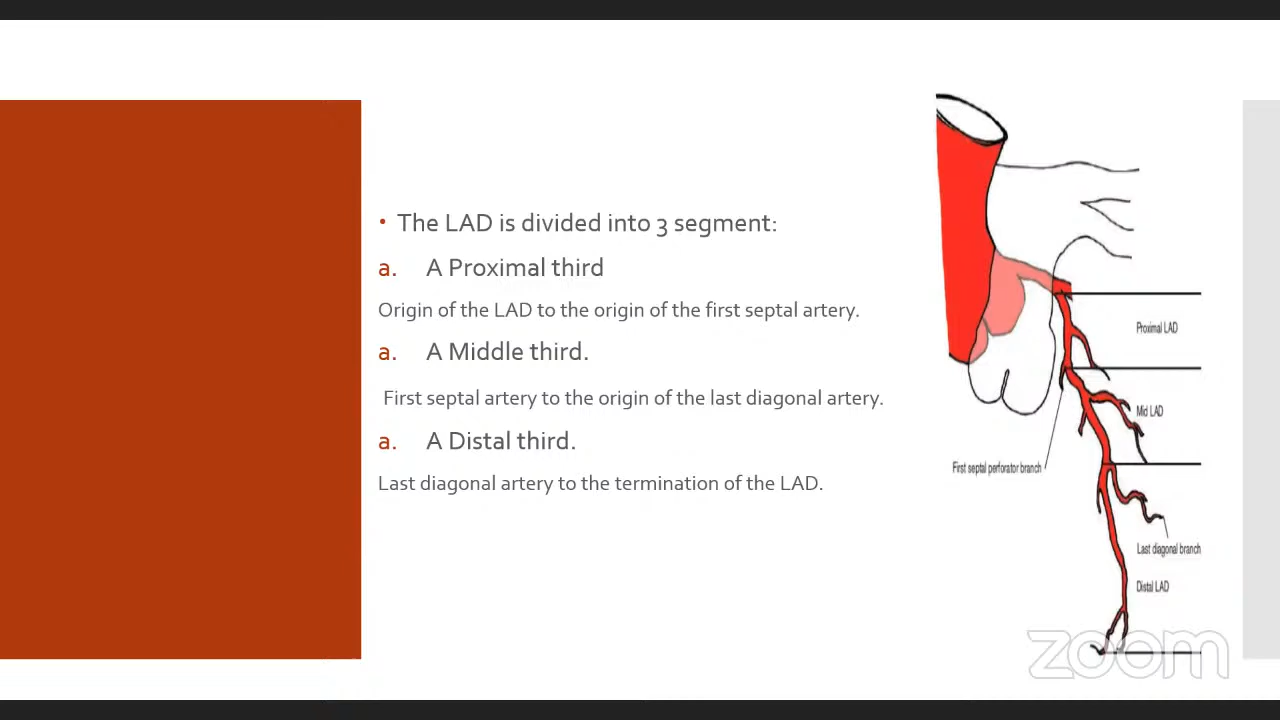 • The LAD is divided into 3 segment:
a. A Proximal third
Origin of the LAD to the origin of the first septal artery.
a. A Middle third.
First septal artery to the origin of the last diagonal artery.
a. A Distal third.
Last diagonal artery to the termination of the LAD.
Proximal LAD
Mid LAD
First septal perforator branch
Last diagonal branch
Distal LAD
zoom